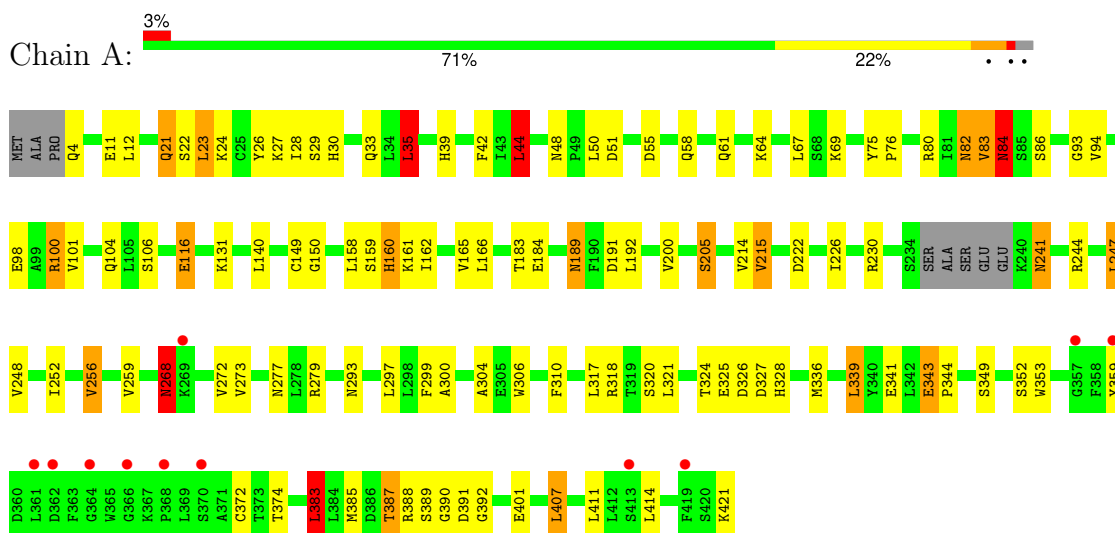 3%
Chain A:
71% 22% • • •
MET ALA PRO Q4 E11 L12 Q21 S22 L23 K24 C25 Y26 K27 I28 S29 H30 Q33 L34 L35 H39 F42 I43 L44 N48 P49 L50 D51 D55 Q58 Q61 K64 L67 S68 K69 Y75 P76 R80 I81 N82 V83 N84 S85 S86 G93 V94
E98 A99 R100 V101 Q104 L105 S106 E116 K131 L140 C149 G150 L158 S159 H160 K161 I162 V165 L166 T183 E184 N189 F190 D191 L192 V200 S205 V214 V215 D222 I226 R230 S234 SER ALA SER GLU GLU K240 N241 R244 L247
V248 I252 V256 V259 N268 K269 V272 V273 N277 L278 R279 N293 L297 L298 F299 A300 A304 E305 W306 F310 L317 R318 T319 S320 L321 T324 E325 D326 D327 H328 M336 L339 Y340 E341 L342 E343 P344 S349 S352 W353 G357 F358 Y359
D360 L361 D362 F363 G364 W365 G366 K367 P368 L369 S370 A371 C372 T373 T374 L383 L384 M385 D386 T387 R388 S389 G390 D391 G392 E401 L407 L411 L412 S413 L414 F419 S420 K421